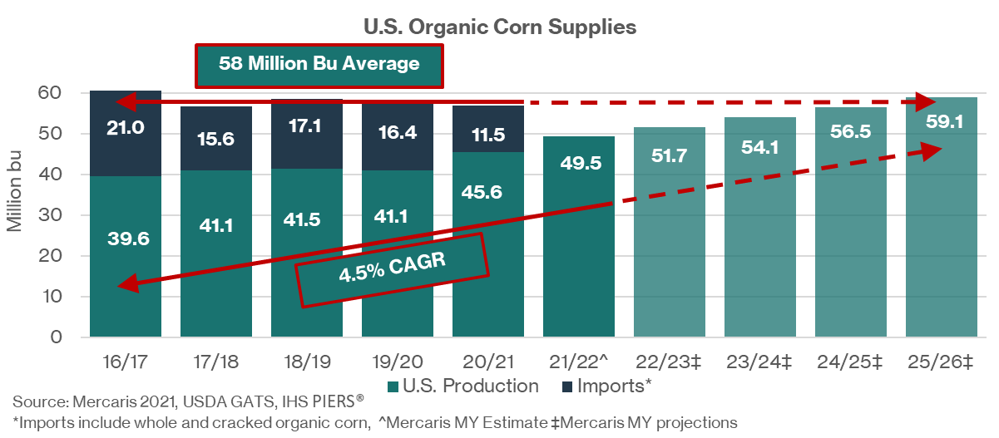 U.S. Organic Corn Supplies
58 Million Bu Average
Million bu
60
50
40
30
20
10
0
21.0
15.6
17.1
16.4
11.5
39.6
41.1
41.5
41.1
45.6
49.5
51.7
54.1
56.5
59.1
4.5% CAGR
16/17 17/18 18/19 19/20 20/21 21/22^ 22/23‡ 23/24‡ 24/25‡ 25/26‡
U.S. Production Imports*
Source: Mercaris 2021, USDA GATS, IHS PIERS®
*Imports include whole and cracked organic corn, ^Mercaris MY Estimate ‡Mercaris MY projections